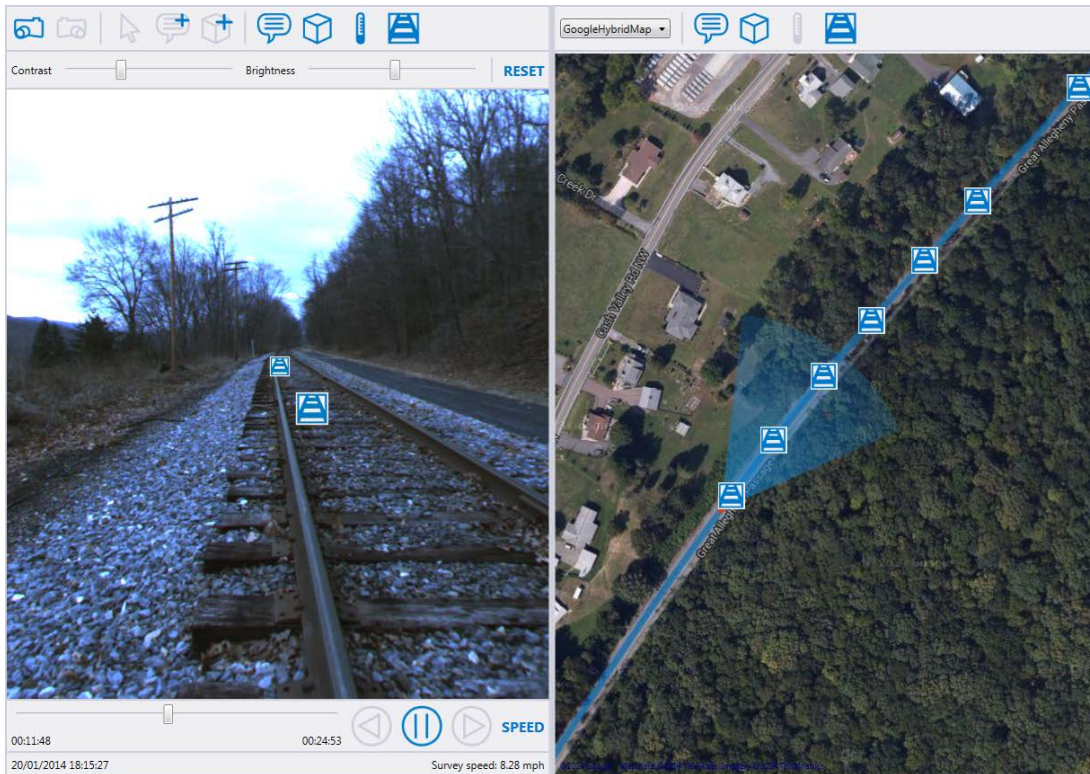 GoogleHybridMap
Contrast
Brightness
RESET
Creek Dr
Cash Valley Rd NW
Great Allegheny Pa
Great Allegheny Passage
00:11:48
00:24:53
SPEED
20/01/2014 18:15:27
Survey speed: 8.28 mph